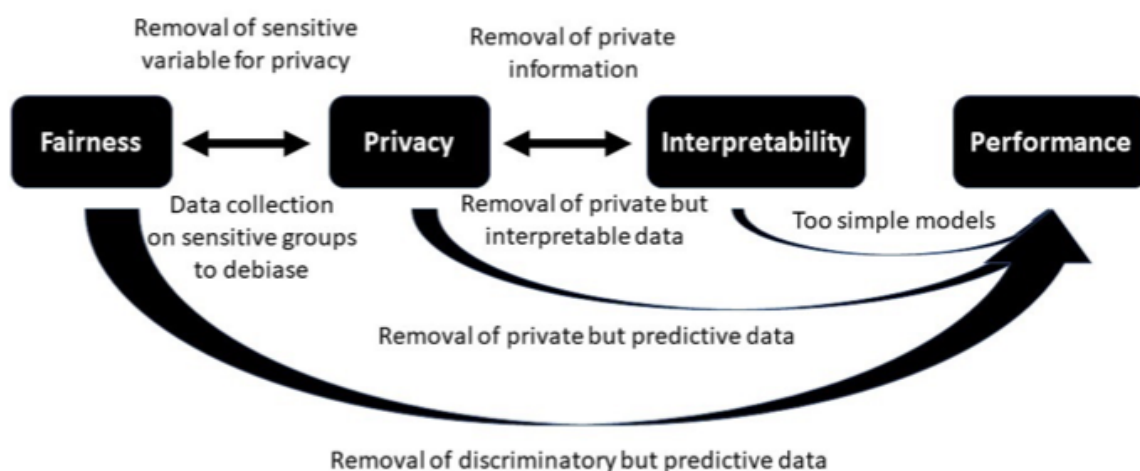 Removal of sensitive
variable for privacy
Removal of private
information
Fairness
Privacy
Interpretability
Performance
Data collection
on sensitive groups
to debiase
Removal of private but
interpretable data
Too simple models
Removal of private but predictive data
Removal of discriminatory but predictive data